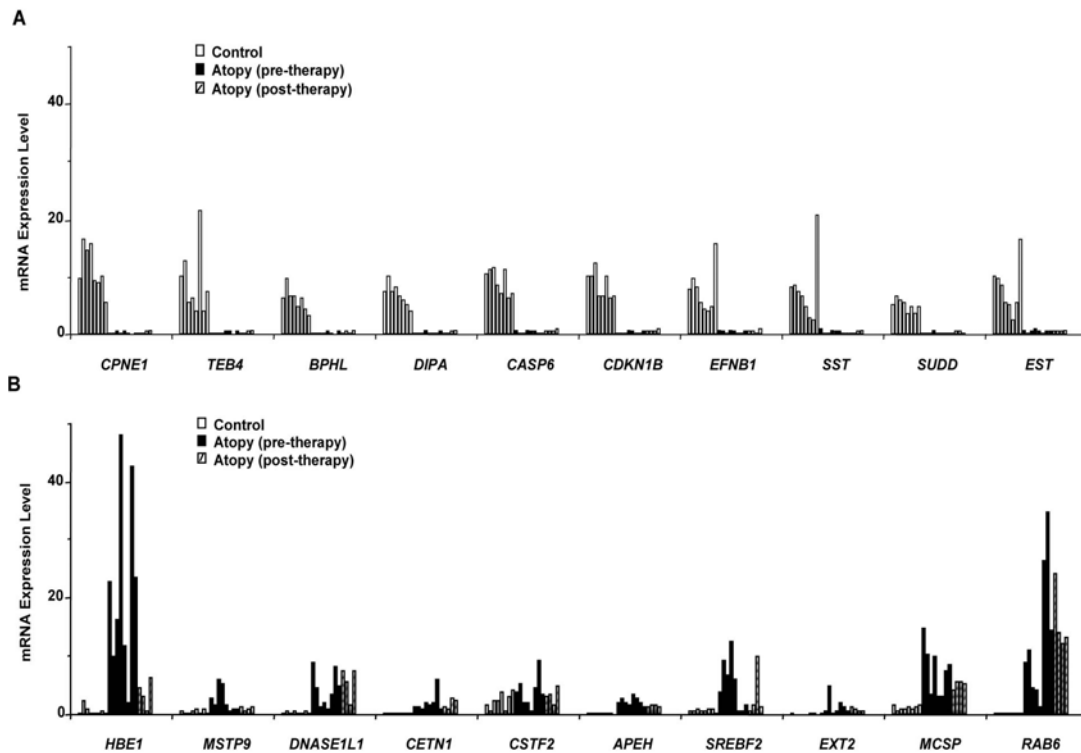 A
Control
Atopy (pre-therapy)
Atopy (post-therapy)
mRNA Expression Level
40
20
0
CPNE1 TEB4 BPHL DIPA CASP6 CDKN1B EFNB1 SST SUDD EST
B
Control
Atopy (pre-therapy)
Atopy (post-therapy)
mRNA Expression Level
40
20
0
HBE1 MSTP9 DNASE1L1 CETN1 CSTF2 APEH SREBF2 EXT2 MCSP RAB6